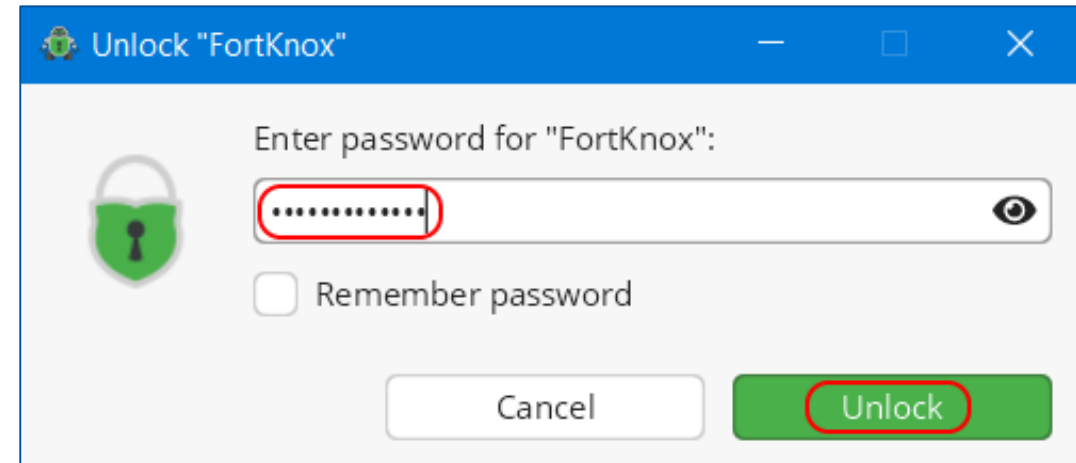 Unlock "FortKnox"
Enter password for "FortKnox":
•••••••••••••
Remember password
Cancel
Unlock